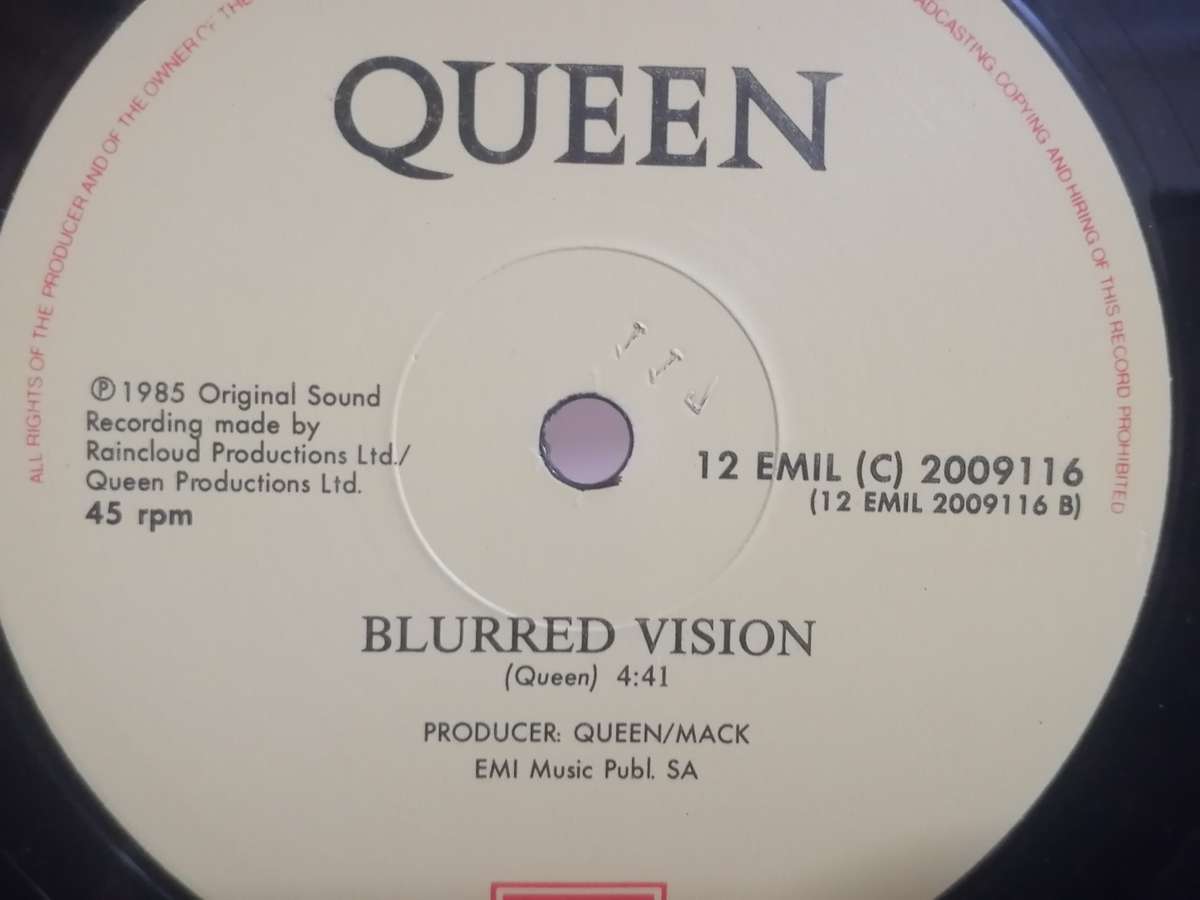 QUEEN
ALL RIGHTS OF THE PRODUCER AND OF THE OWNER OF THE
COPYING AND HIRING OF THIS RECORD PROHIBITED
Ⓟ1985 Original Sound
Recording made by
Raincloud Productions Ltd./
Queen Productions Ltd.
45 rpm
12 EMIL (C) 2009116
(12 EMIL 2009116 B)
BLURRED VISION
(Queen) 4:41
PRODUCER: QUEEN/MACK
EMI Music Publ. SA